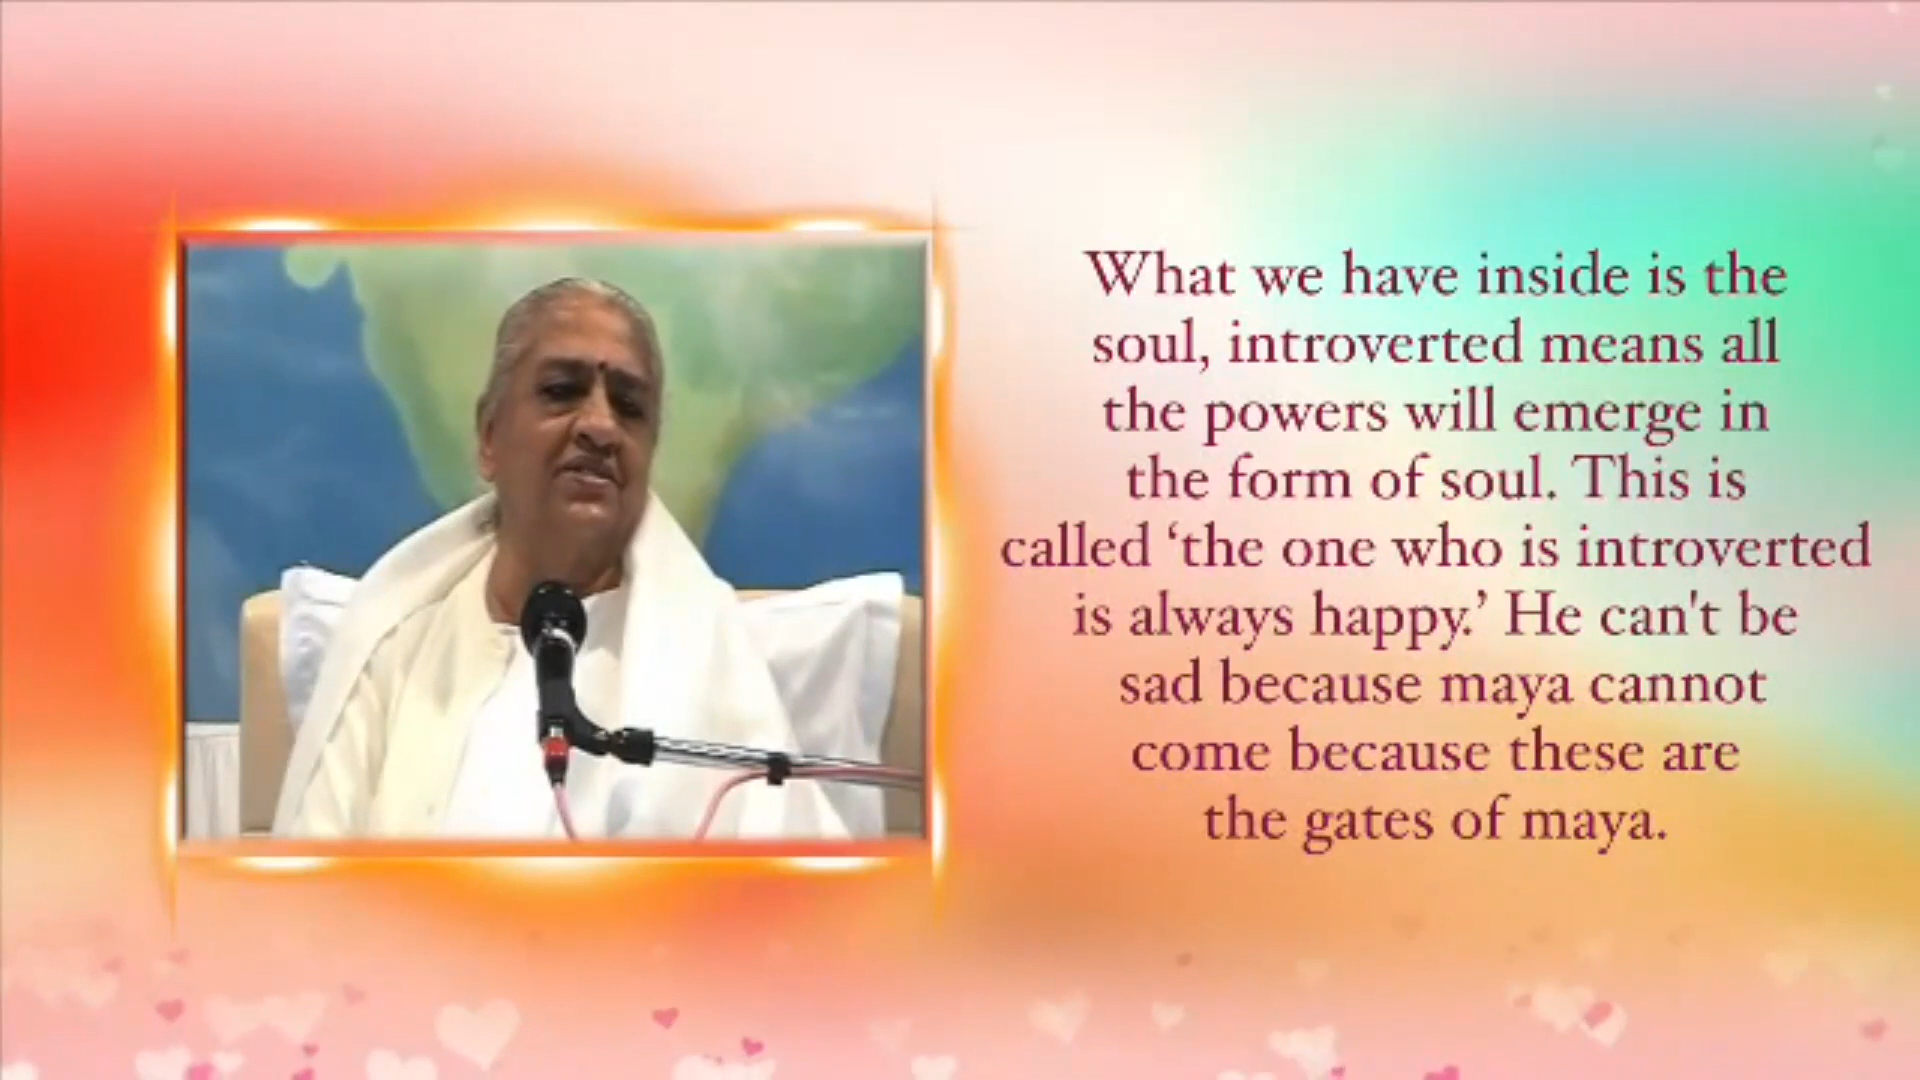 What we have inside is the
soul, introverted means all
the powers will emerge in
the form of soul. This is
called ‘the one who is introverted
is always happy.’ He can't be
sad because maya cannot
come because these are
the gates of maya.